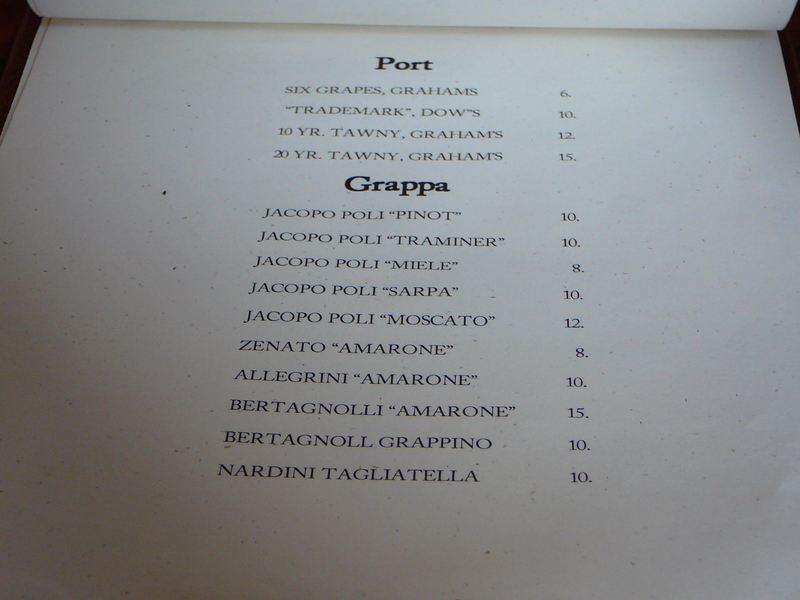 Port
SIX GRAPES, GRAHAMS 6.
"TRADEMARK", DOW"S 10.
10 YR. TAWNY, GRAHAM'S 12.
20 YR. TAWNY, GRAHAM'S 15.
Grappa
JACOPO POLI "PINOT" 10.
JACOPO POLI "TRAMINER" 10.
JACOPO POLI "MIELE" 8.
JACOPO POLI "SARPA" 10.
JACOPO POLI "MOSCATO" 12.
ZENATO "AMARONE" 8.
ALLEGRINI "AMARONE" 10.
BERTAGNOLLI "AMARONE" 15.
BERTAGNOLL GRAPPINO 10.
NARDINI TAGLIATELLA 10.